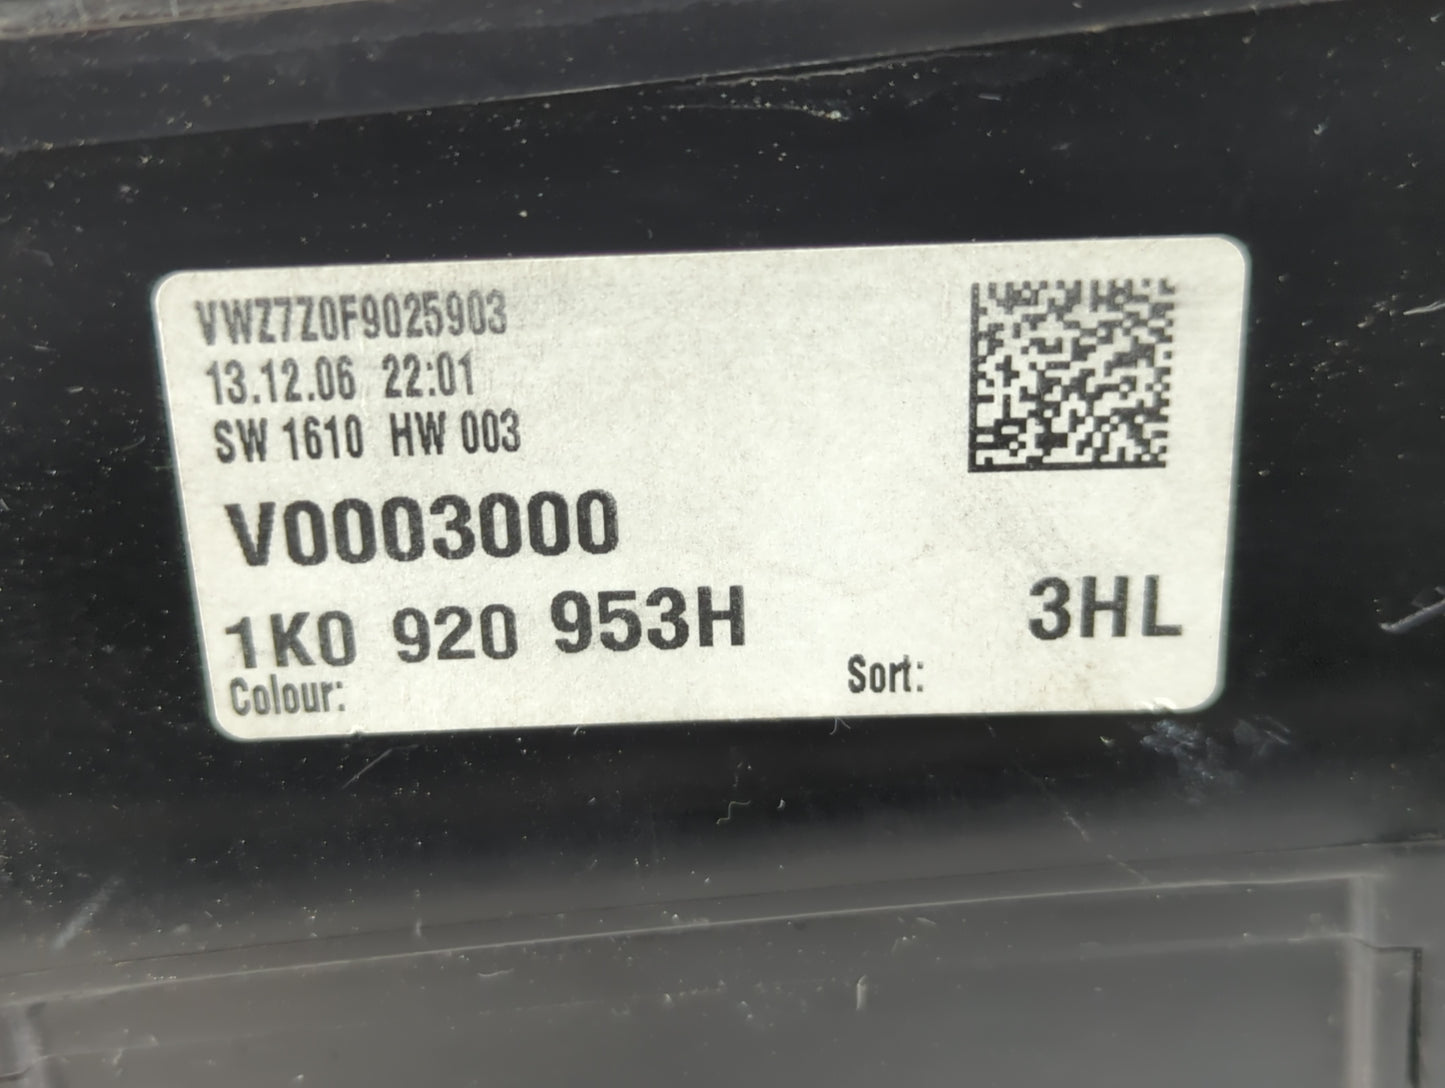 VWZ7Z0F9025903
13.12.06 22:01
SW 1610 HW 003
V0003000
1K0 920 953H 3HL
Colour: Sort: